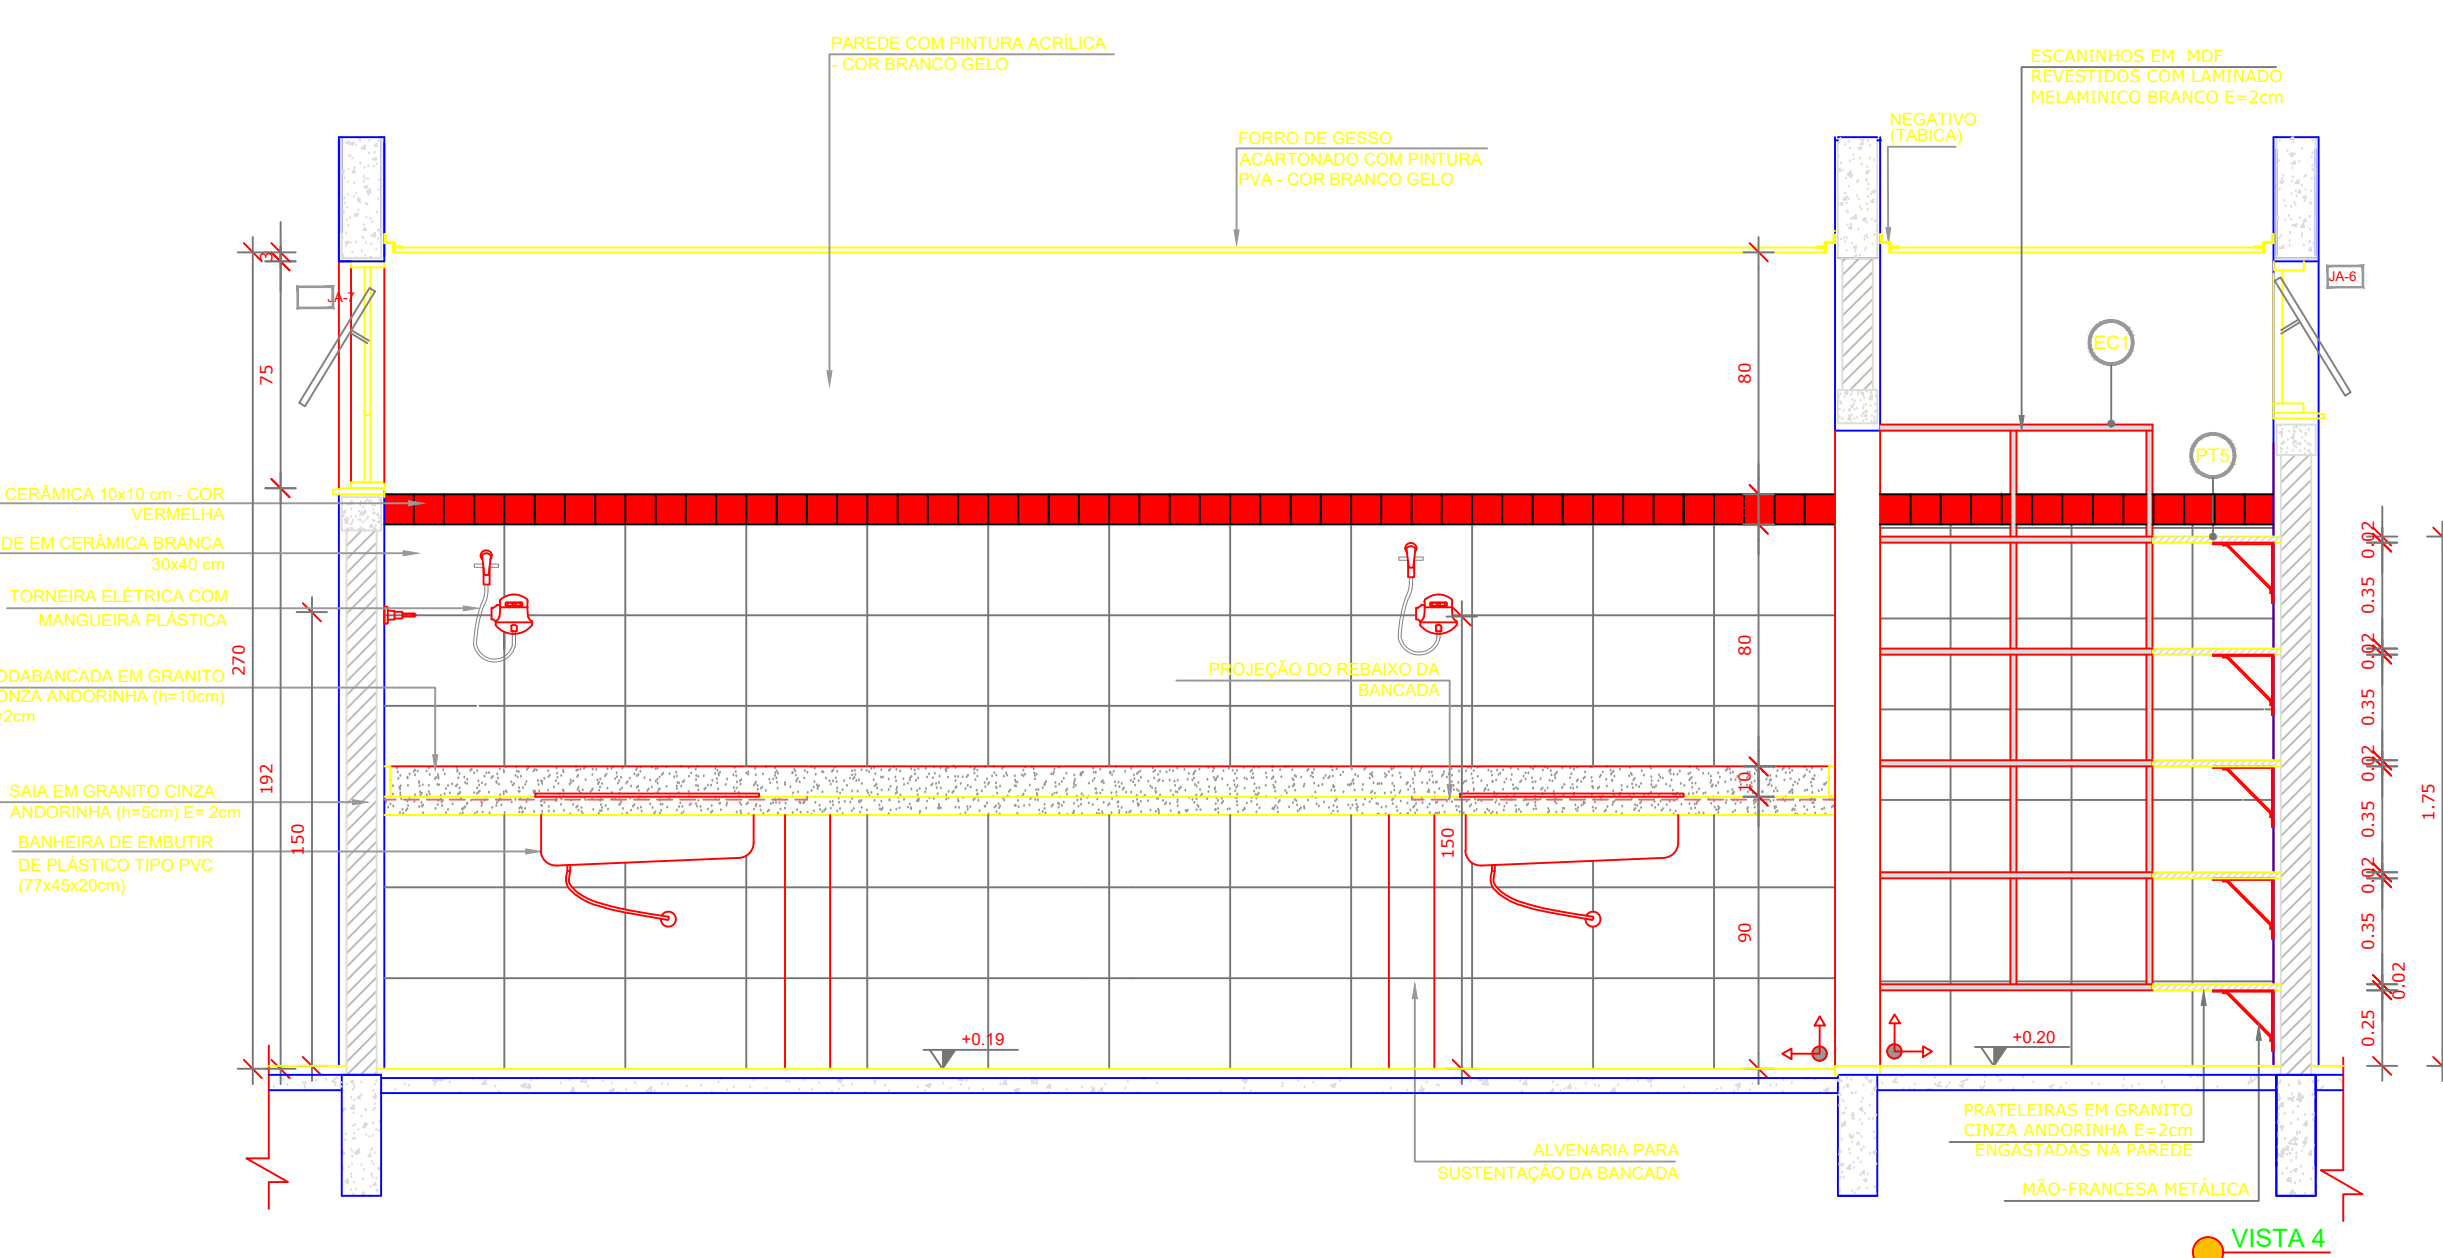 PAREDE COM PINTURA ACRÍLICA
- COR BRANCO GELO
ESCANINHOS EM MDF
REVESTIDOS COM LAMINADO
MELAMINICO BRANCO E=2cm
NEGATIVO
(TABICA)
FORRO DE GESSO
ACARTONADO COM PINTURA
PVA - COR BRANCO GELO
3
JA-7
JA-6
EC1
75
80
PT5
CERÂMICA 10x10 cm - COR
VERMELHA
DE EM CERÂMICA BRANCA
30x40 cm
TORNEIRA ELÉTRICA COM
MANGUEIRA PLÁSTICA
270
ODABANCADA EM GRANITO
ONZA ANDORINHA (h=10cm)
=2cm
PROJEÇÃO DO REBAIXO DA
BANCADA
80
192
10
SAIA EM GRANITO CINZA
ANDORINHA (h=5cm) E= 2cm
150
150
BANHEIRA DE EMBUTIR
DE PLÁSTICO TIPO PVC
(77x45x20cm)
90
0.02
0.35
0.02
0.35
0.02
0.35
0.02
0.35
0.02
0.25
1.75
+0.19
+0.20
PRATELEIRAS EM GRANITO
CINZA ANDORINHA E=2cm
ENGASTADAS NA PAREDE
ALVENARIA PARA
SUSTENTAÇÃO DA BANCADA
MÃO-FRANCESA METÁLICA
VISTA 4